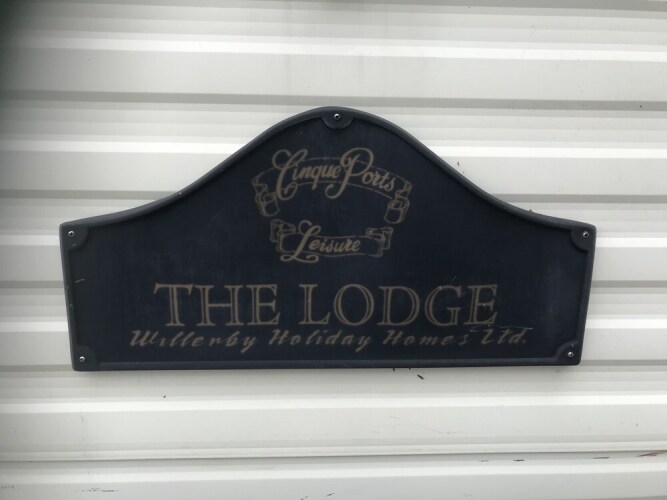 Cinque Ports
Leisure
THE LODGE
Willerby Holiday Homes Ltd.